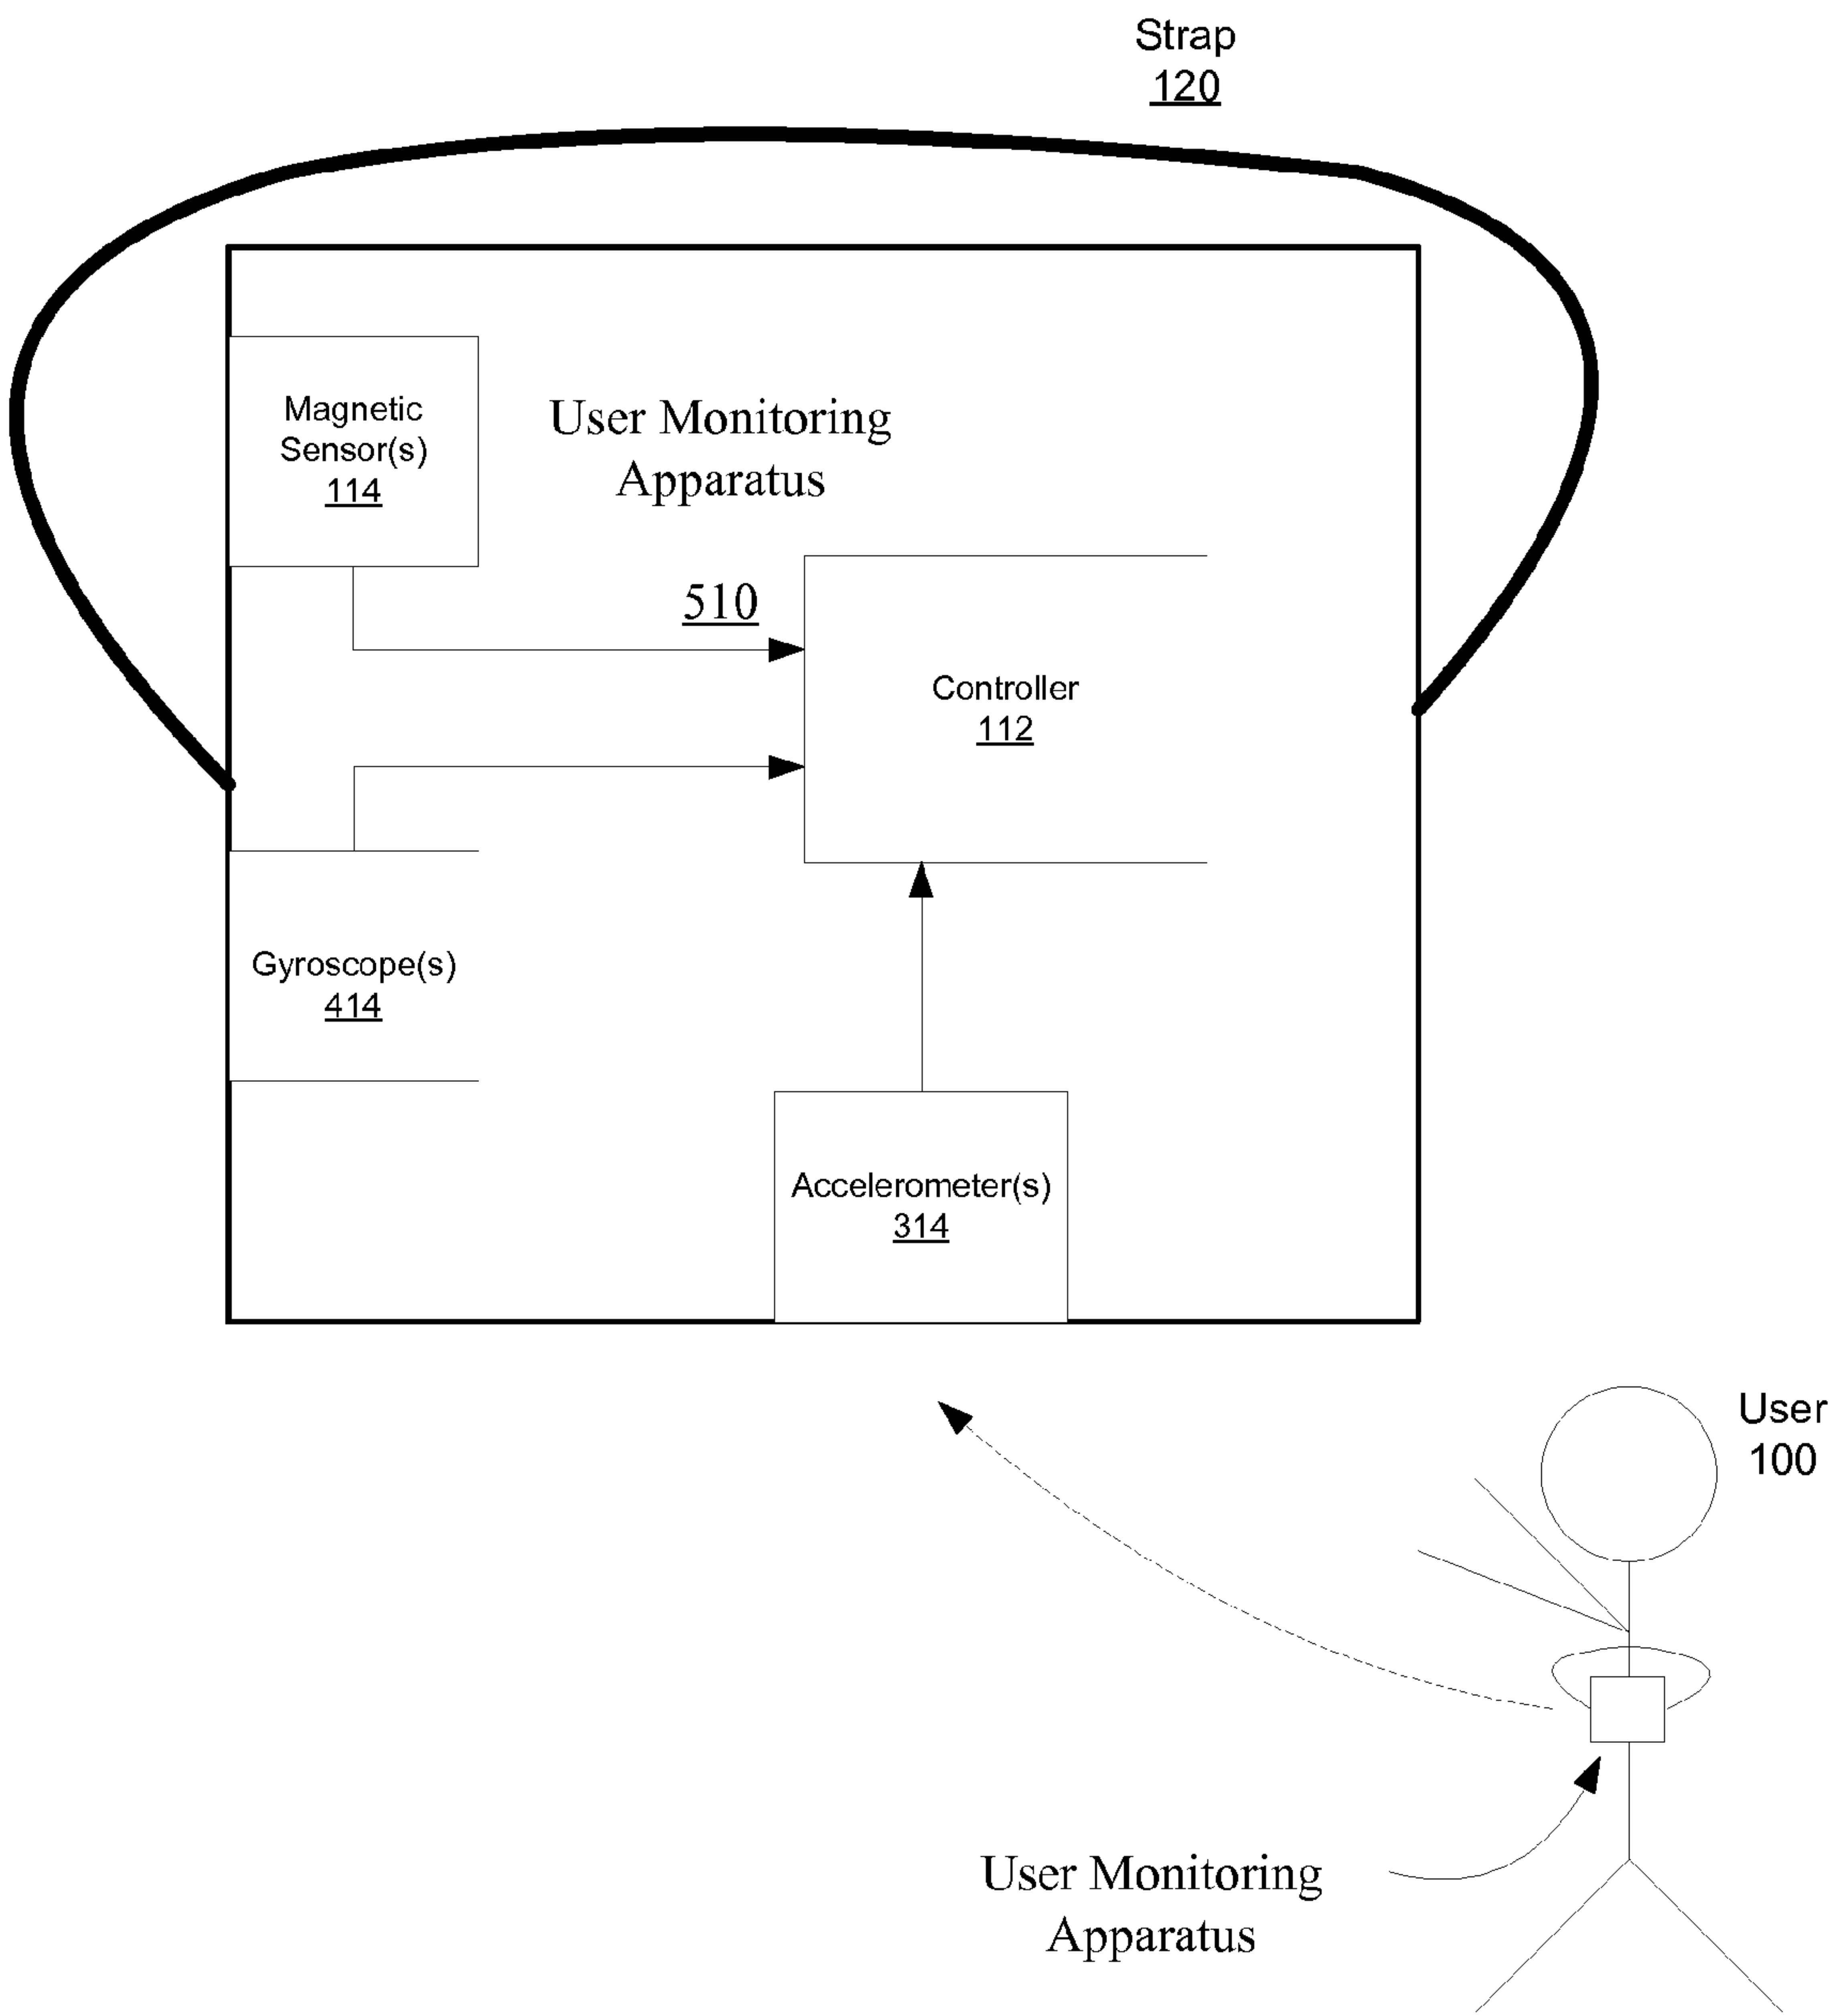 Strap
120
Magnetic
Sensor(s)
114
User Monitoring
Apparatus
510
Controller
112
Gyroscope(s)
414
Accelerometer(s)
314
User
100
User Monitoring
Apparatus